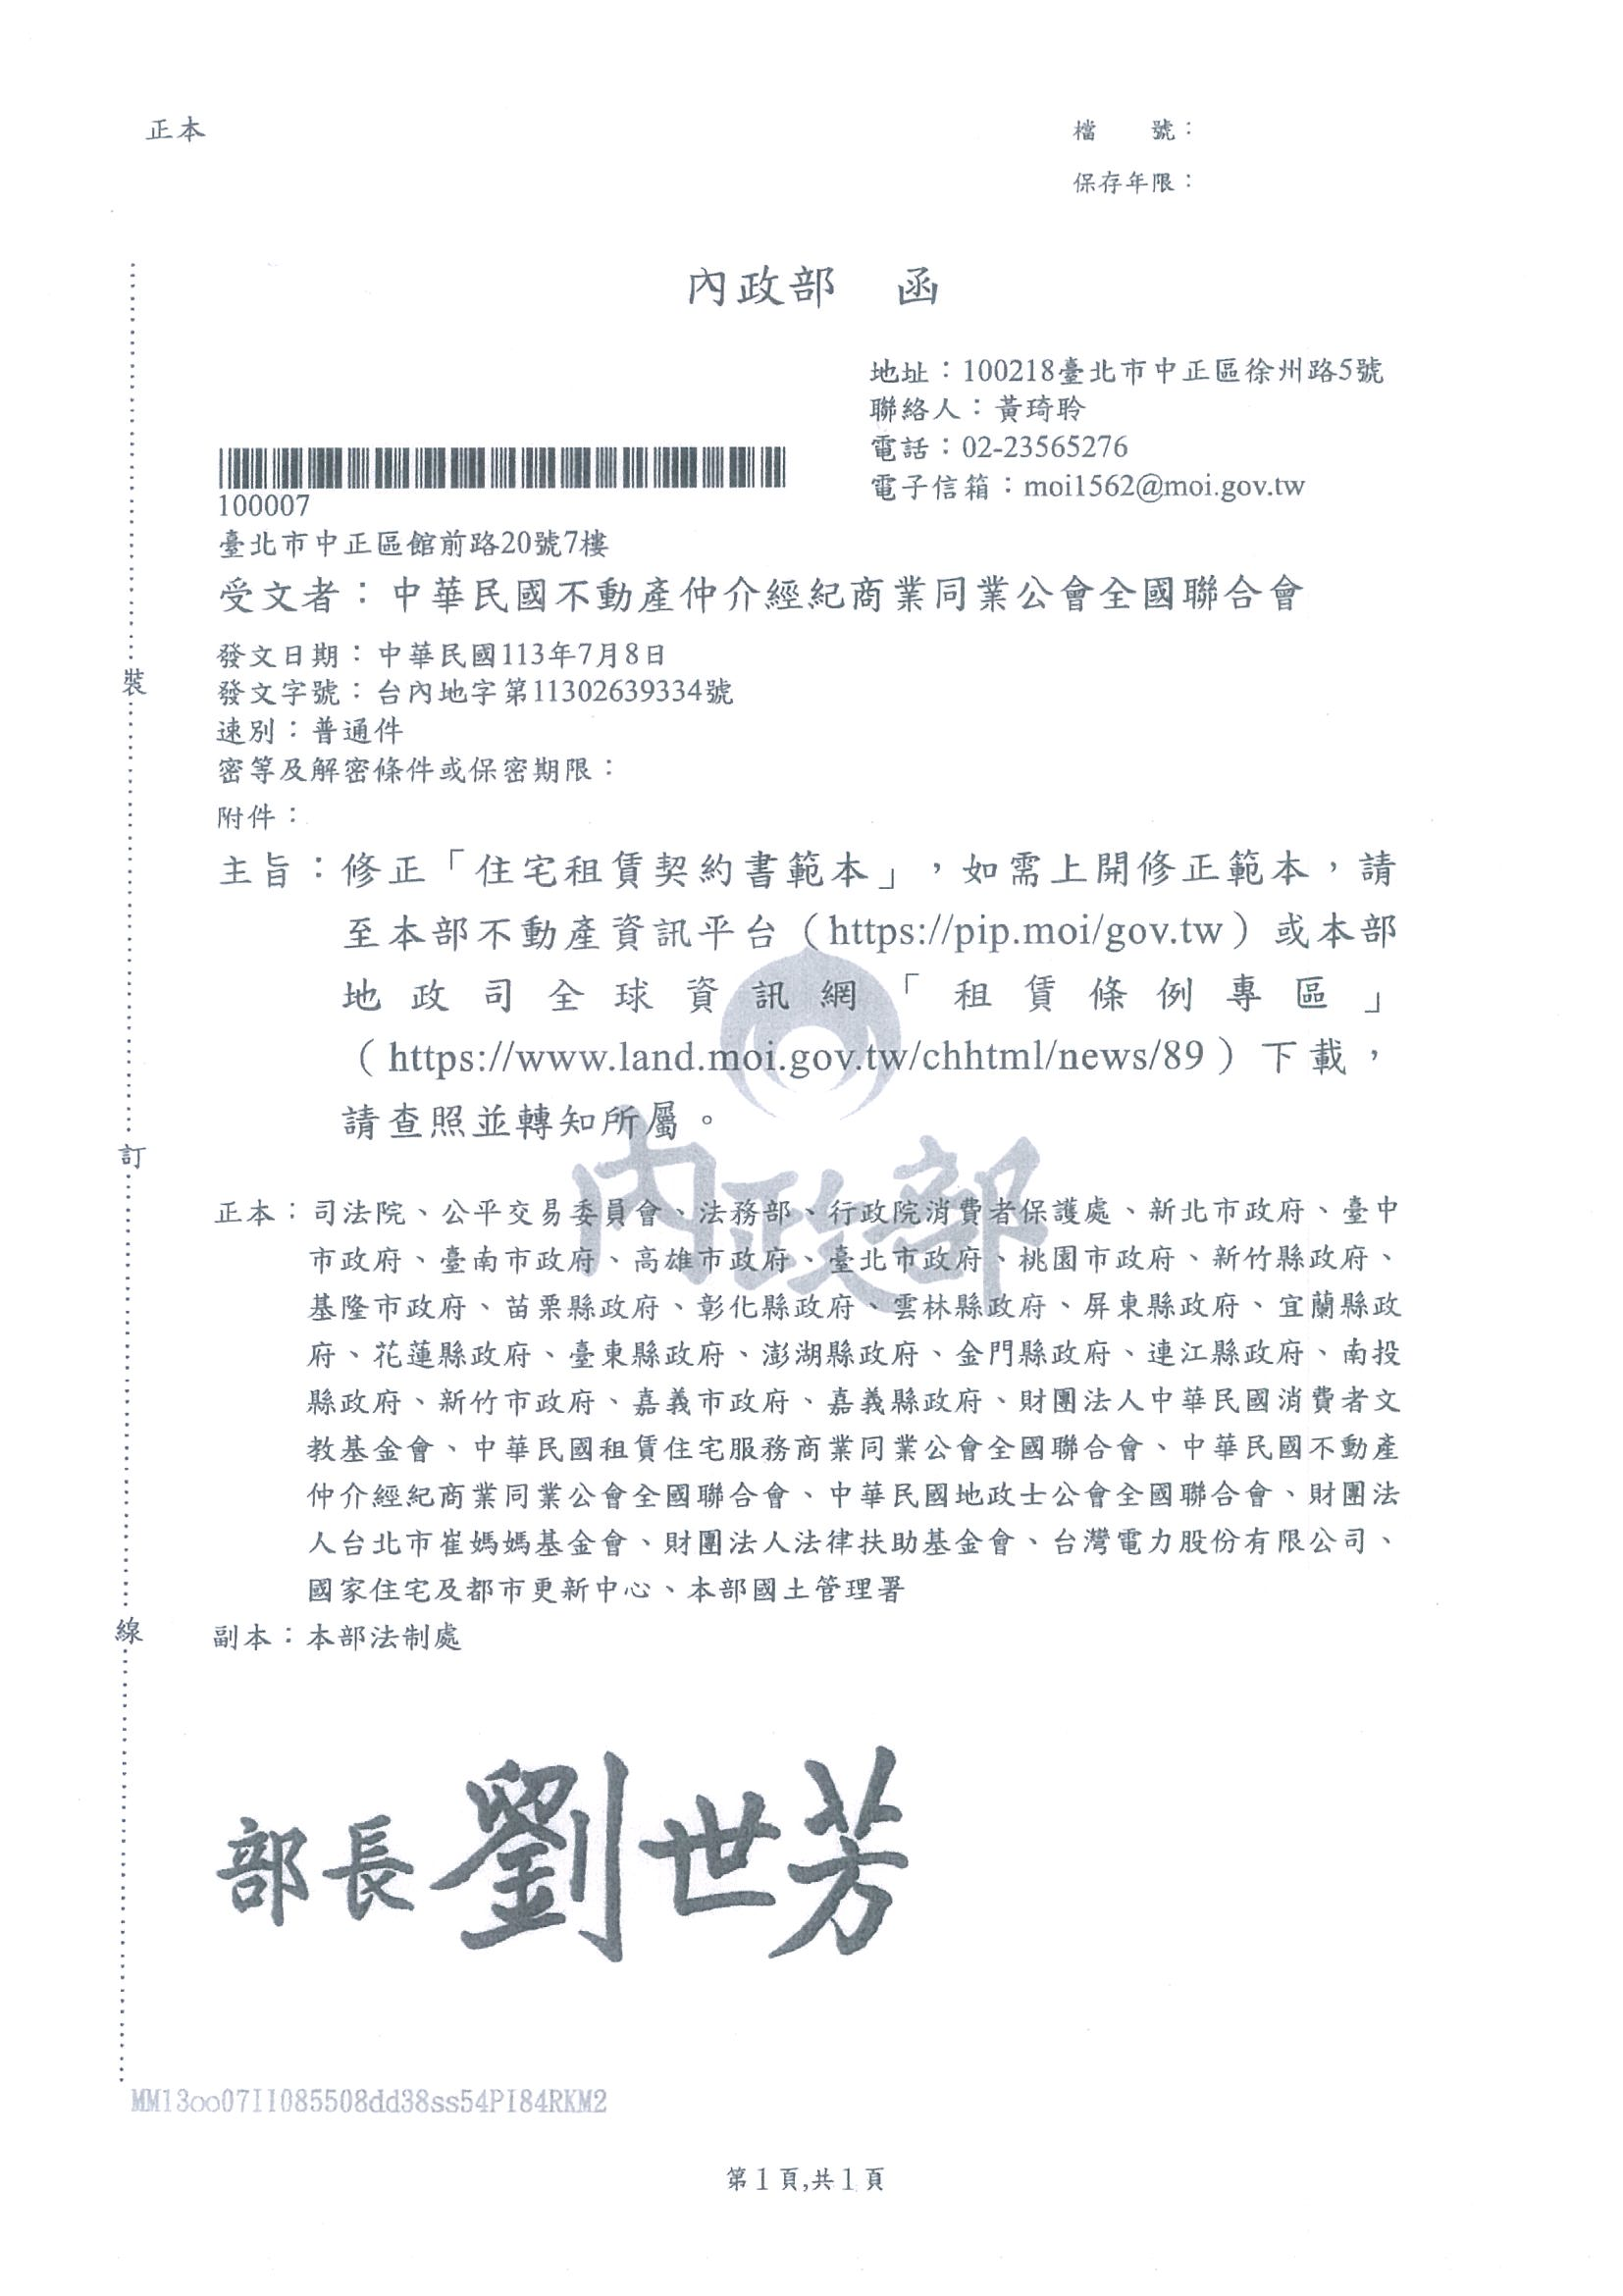 正本
檔　　號：
保存年限：
內政部　函
地址：100218臺北市中正區徐州路5號
聯絡人：黃琦聆
電話：02-23565276
電子信箱：moi1562@moi.gov.tw
100007
臺北市中正區館前路20號7樓
受文者：中華民國不動產仲介經紀商業同業公會全國聯合會
發文日期：中華民國113年7月8日
發文字號：台內地字第11302639334號
速別：普通件
密等及解密條件或保密期限：
附件：
主旨：修正「住宅租賃契約書範本」，如需上開修正範本，請
至本部不動產資訊平台（https://pip.moi/gov.tw）或本部
地政司全球資訊網「租賃條例專區」
（https://www.land.moi.gov.tw/chhtml/news/89）下載，
請查照並轉知所屬。
內政部
正本：司法院、公平交易委員會、法務部、行政院消費者保護處、新北市政府、臺中
市政府、臺南市政府、高雄市政府、臺北市政府、桃園市政府、新竹縣政府、
基隆市政府、苗栗縣政府、彰化縣政府、雲林縣政府、屏東縣政府、宜蘭縣政
府、花蓮縣政府、臺東縣政府、澎湖縣政府、金門縣政府、連江縣政府、南投
縣政府、新竹市政府、嘉義市政府、嘉義縣政府、財團法人中華民國消費者文
教基金會、中華民國租賃住宅服務商業同業公會全國聯合會、中華民國不動產
仲介經紀商業同業公會全國聯合會、中華民國地政士公會全國聯合會、財團法
人台北市崔媽媽基金會、財團法人法律扶助基金會、台灣電力股份有限公司、
國家住宅及都市更新中心、本部國土管理署
副本：本部法制處
部長劉世芳
裝
訂
線
MM13oo07II085508dd38ss54PI84RKM2
第1頁,共1頁